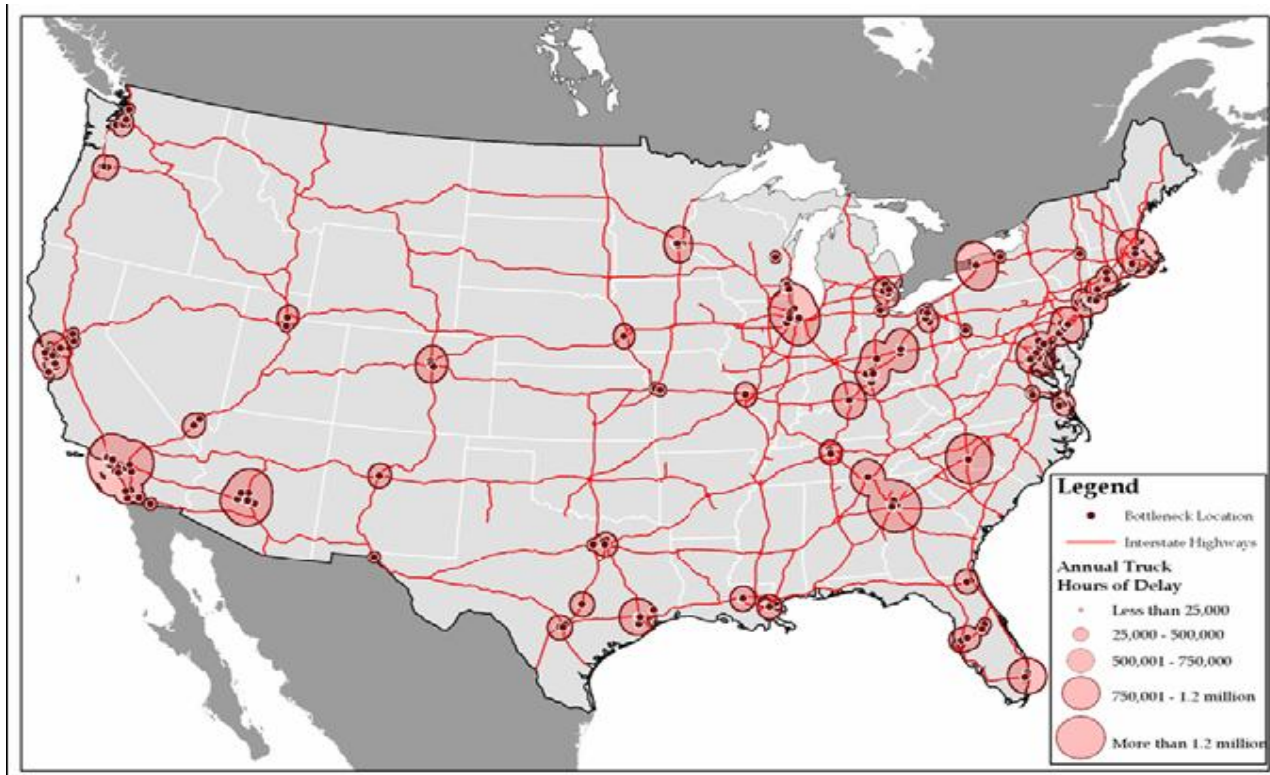 Legend
Bottleneck Location
Interstate Highways
Annual Truck
Hours of Delay
Less than 25,000
25,000 - 500,000
500,001 - 750,000
750,001 - 1.2 million
More than 1.2 million